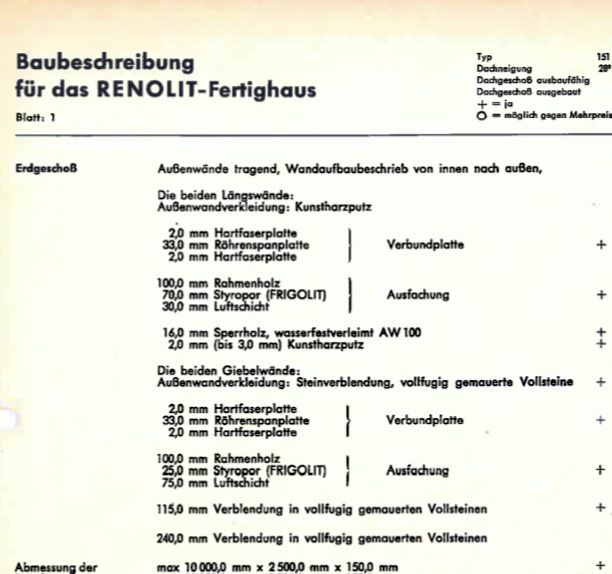 Baubeschreibung
für das RENOLIT-Fertighaus
Blatt: 1
Typ 151
Dachneigung 28°
Dachgeschoß ausbaufähig
Dachgeschoß ausgebaut
+ = ja
O = möglich gegen Mehrpreis
Erdgeschoß Außenwände tragend, Wandaufbaubeschrieb von innen nach außen,
Die beiden Längswände:
Außenwandverkleidung: Kunstharzputz
2,0 mm Hartfaserplatte
33,0 mm Röhrenspanplatte Verbundplatte +
2,0 mm Hartfaserplatte
100,0 mm Rahmenholz
70,0 mm Styropor (FRIGOLIT) Ausfachung +
30,0 mm Luftschicht
16,0 mm Sperrholz, wasserfestverleimt AW 100 +
2,0 mm (bis 3,0 mm) Kunstharzputz +
Die beiden Giebelwände:
Außenwandverkleidung: Steinverblendung, vollfugig gemauerte Vollsteine +
2,0 mm Hartfaserplatte
33,0 mm Röhrenspanplatte Verbundplatte +
2,0 mm Hartfaserplatte
100,0 mm Rahmenholz
25,0 mm Styropor (FRIGOLIT) Ausfachung +
75,0 mm Luftschicht
115,0 mm Verblendung in vollfugig gemauerten Vollsteinen +
240,0 mm Verblendung in vollfugig gemauerten Vollsteinen
Abmessung der max 10 000,0 mm x 2 500,0 mm x 150,0 mm +